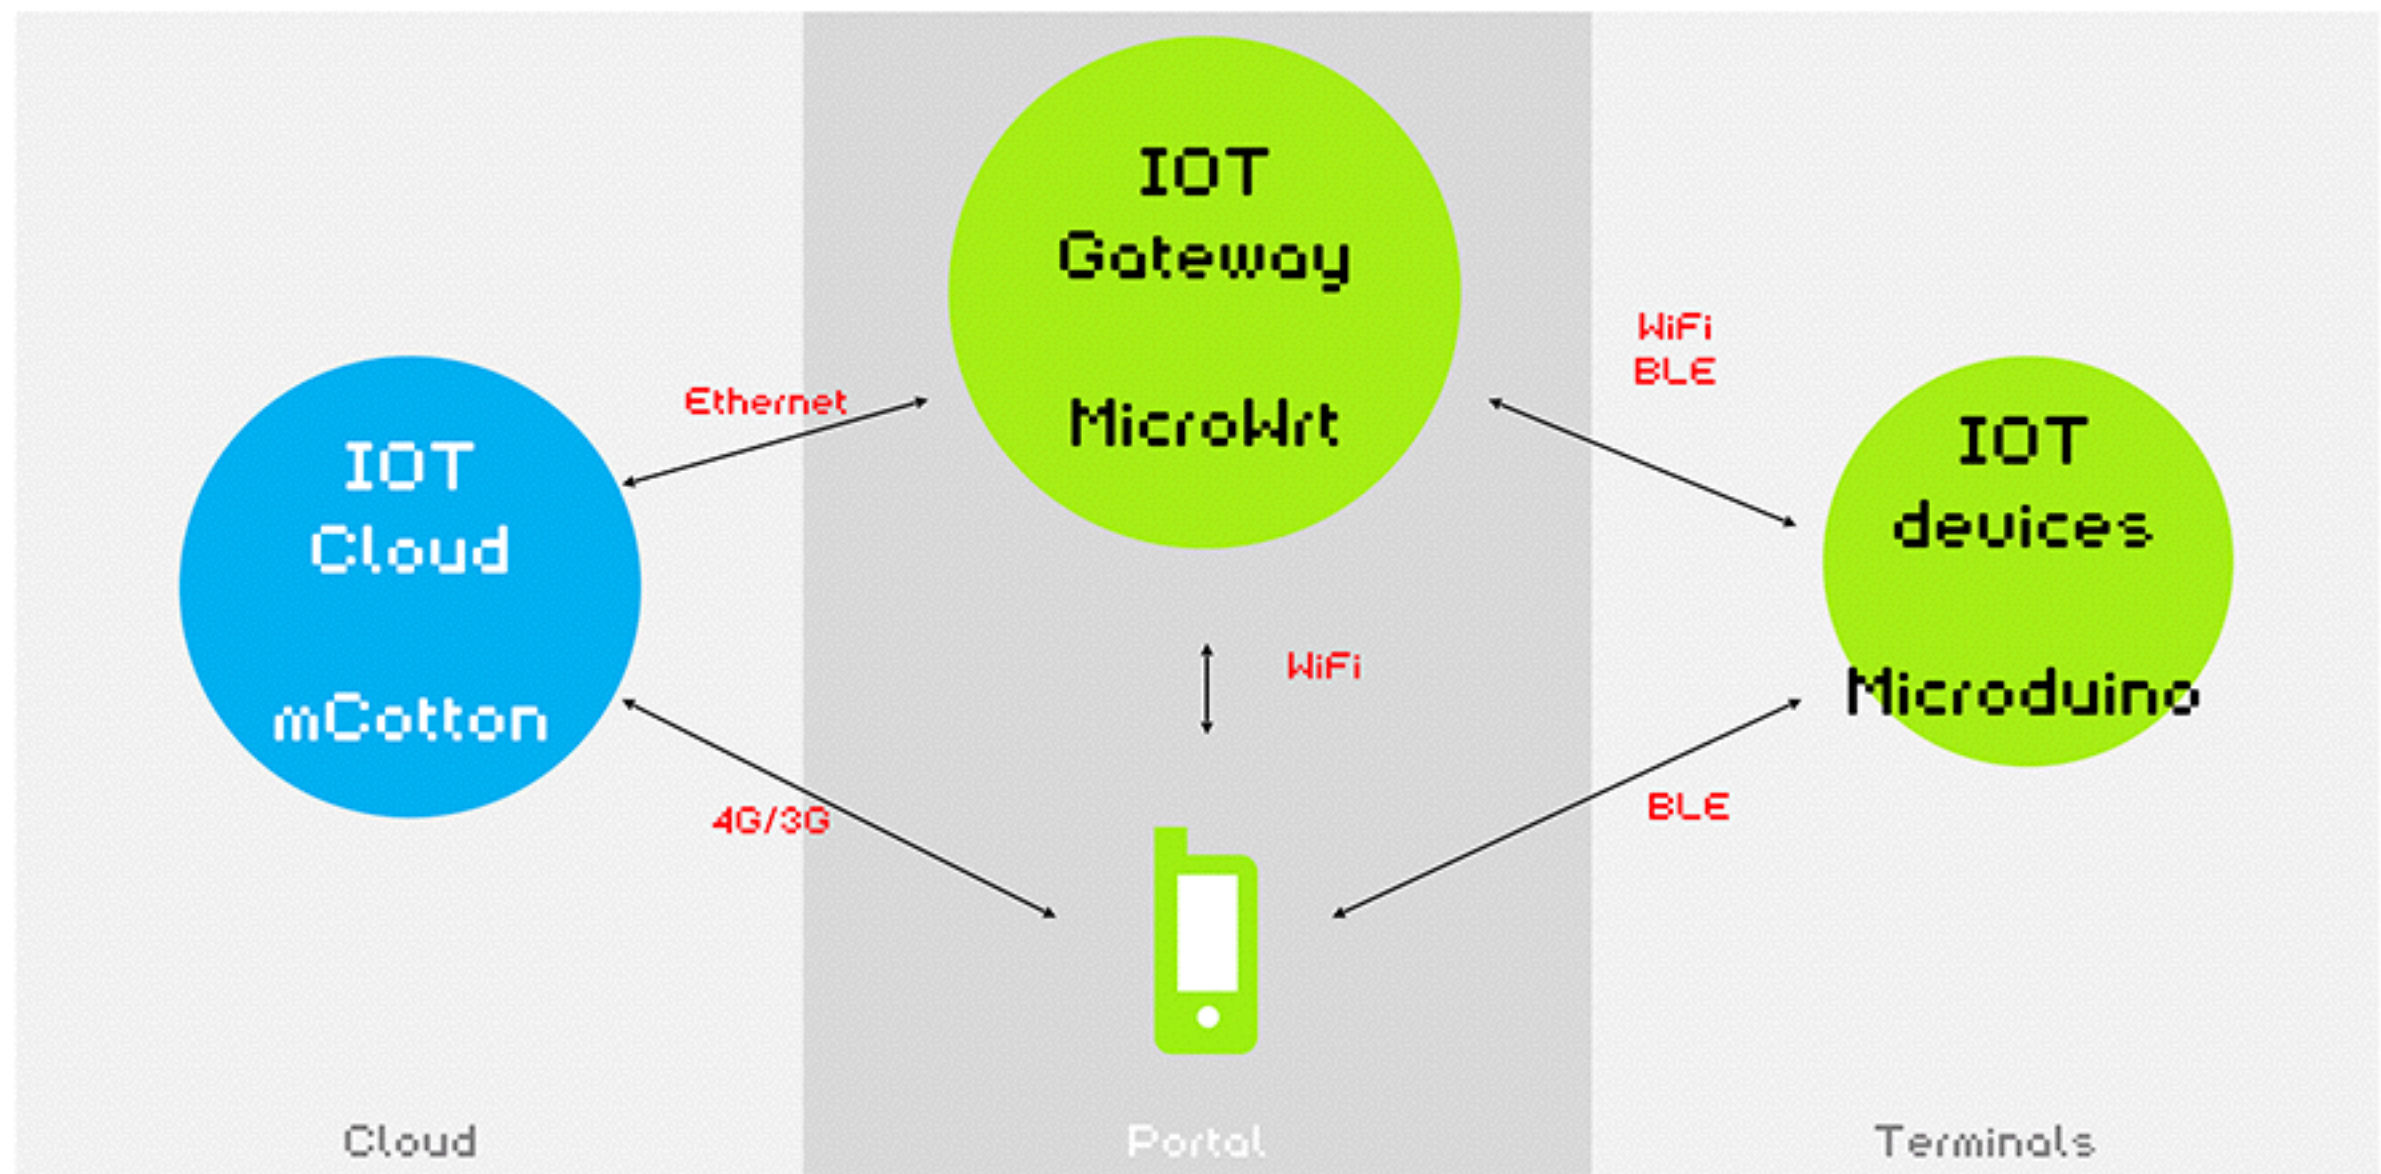 IOT
Gateway
MicroWrt
WiFi
BLE
Ethernet
IOT
Cloud
mCotton
IOT
devices
Microduino
WiFi
4G/3G
BLE
Cloud
Portal
Terminals